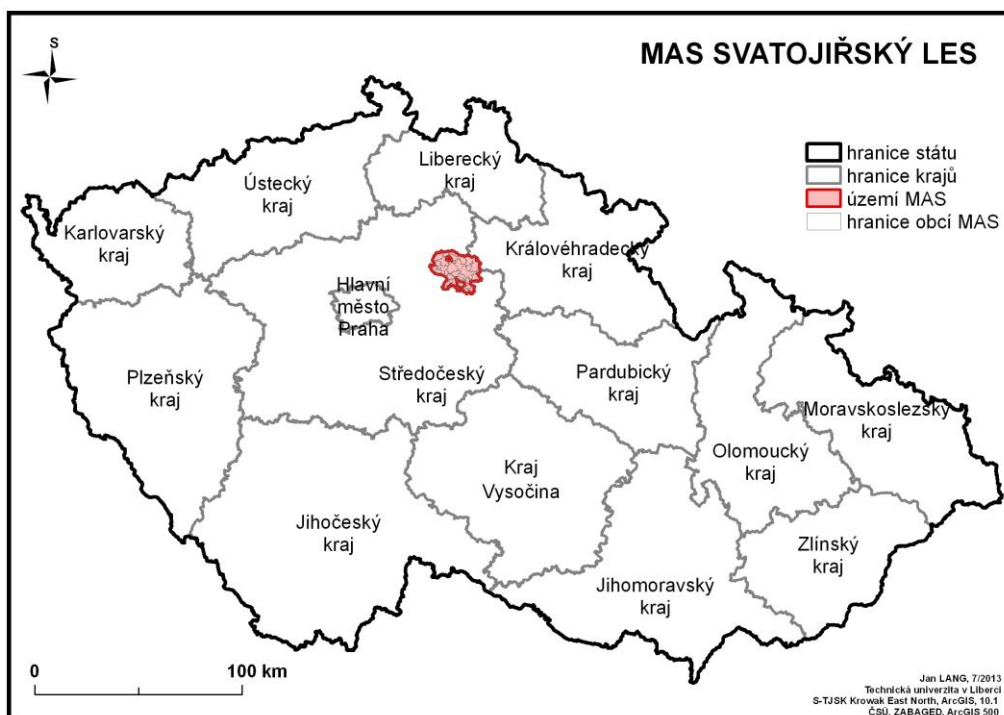 S
MAS SVATOJIŘSKÝ LES
hranice státu
hranice krajů
území MAS
hranice obcí MAS
Liberecký
kraj
Ústecký
kraj
Karlovarský
kraj
Královéhradecký
kraj
Hlavní
město
Praha
Plzeňský
kraj
Středočeský
kraj
Pardubický
kraj
Moravskoslezský
kraj
Olomoucký
kraj
Kraj
Vysočina
Jihočeský
kraj
Zlínský
kraj
Jihomoravský
kraj
0 100 km
Jan LANG, 7/2013
Technická univerzita v Liberci
S-TJSK Krowak East North, ArcGIS, 10.1
ČSÚ, ZABAGED, ArcGIS 500